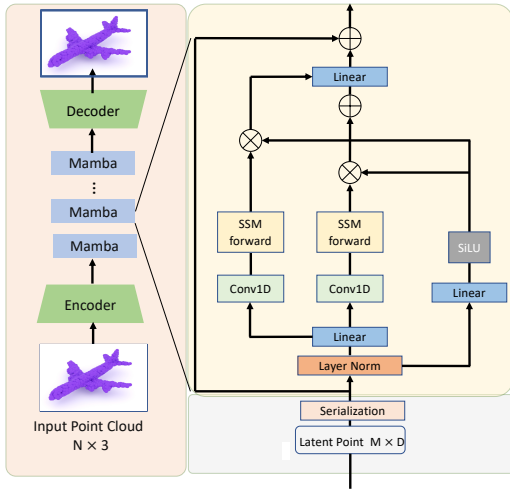 Decoder
Mamba
...
Mamba
Mamba
Encoder
Input Point Cloud
N × 3
Linear
SSM
forward
SSM
forward
SiLU
Conv1D
Conv1D
Linear
Linear
Layer Norm
Serialization
Latent Point M × D